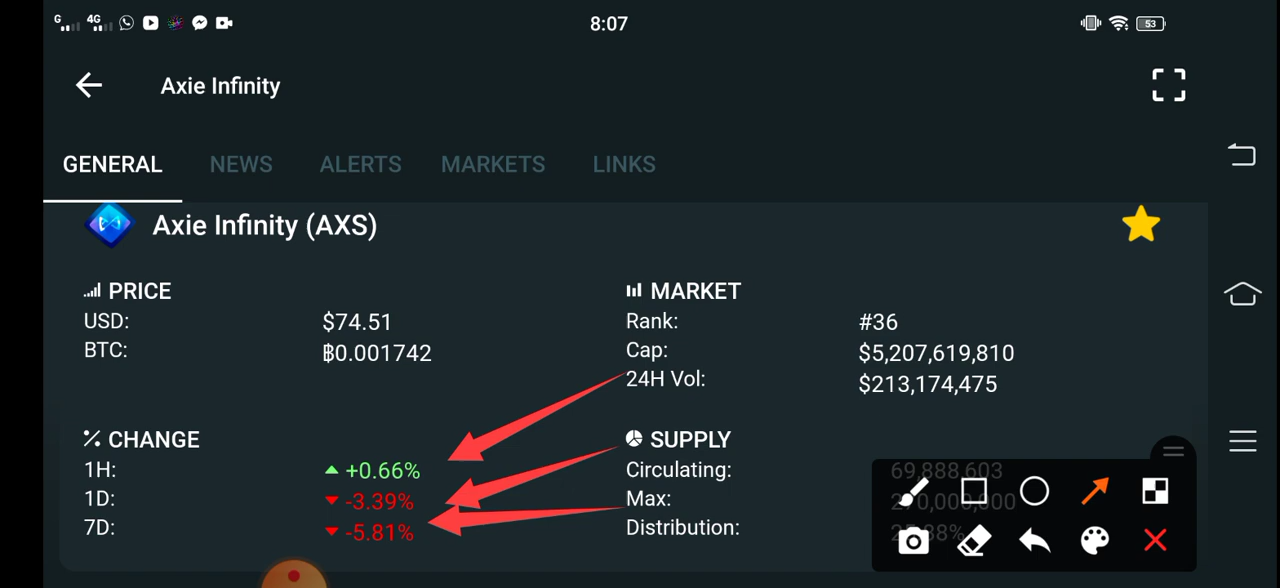 G 4G 8:07 53
Axie Infinity
GENERAL NEWS ALERTS MARKETS LINKS
Axie Infinity (AXS)
PRICE
USD: $74.51
BTC: ฿0.001742
MARKET
Rank: #36
Cap: $5,207,619,810
24H Vol: $213,174,475
% CHANGE
1H: +0.66%
1D: -3.39%
7D: -5.81%
SUPPLY
Circulating: 69,888,603
Max:
Distribution: